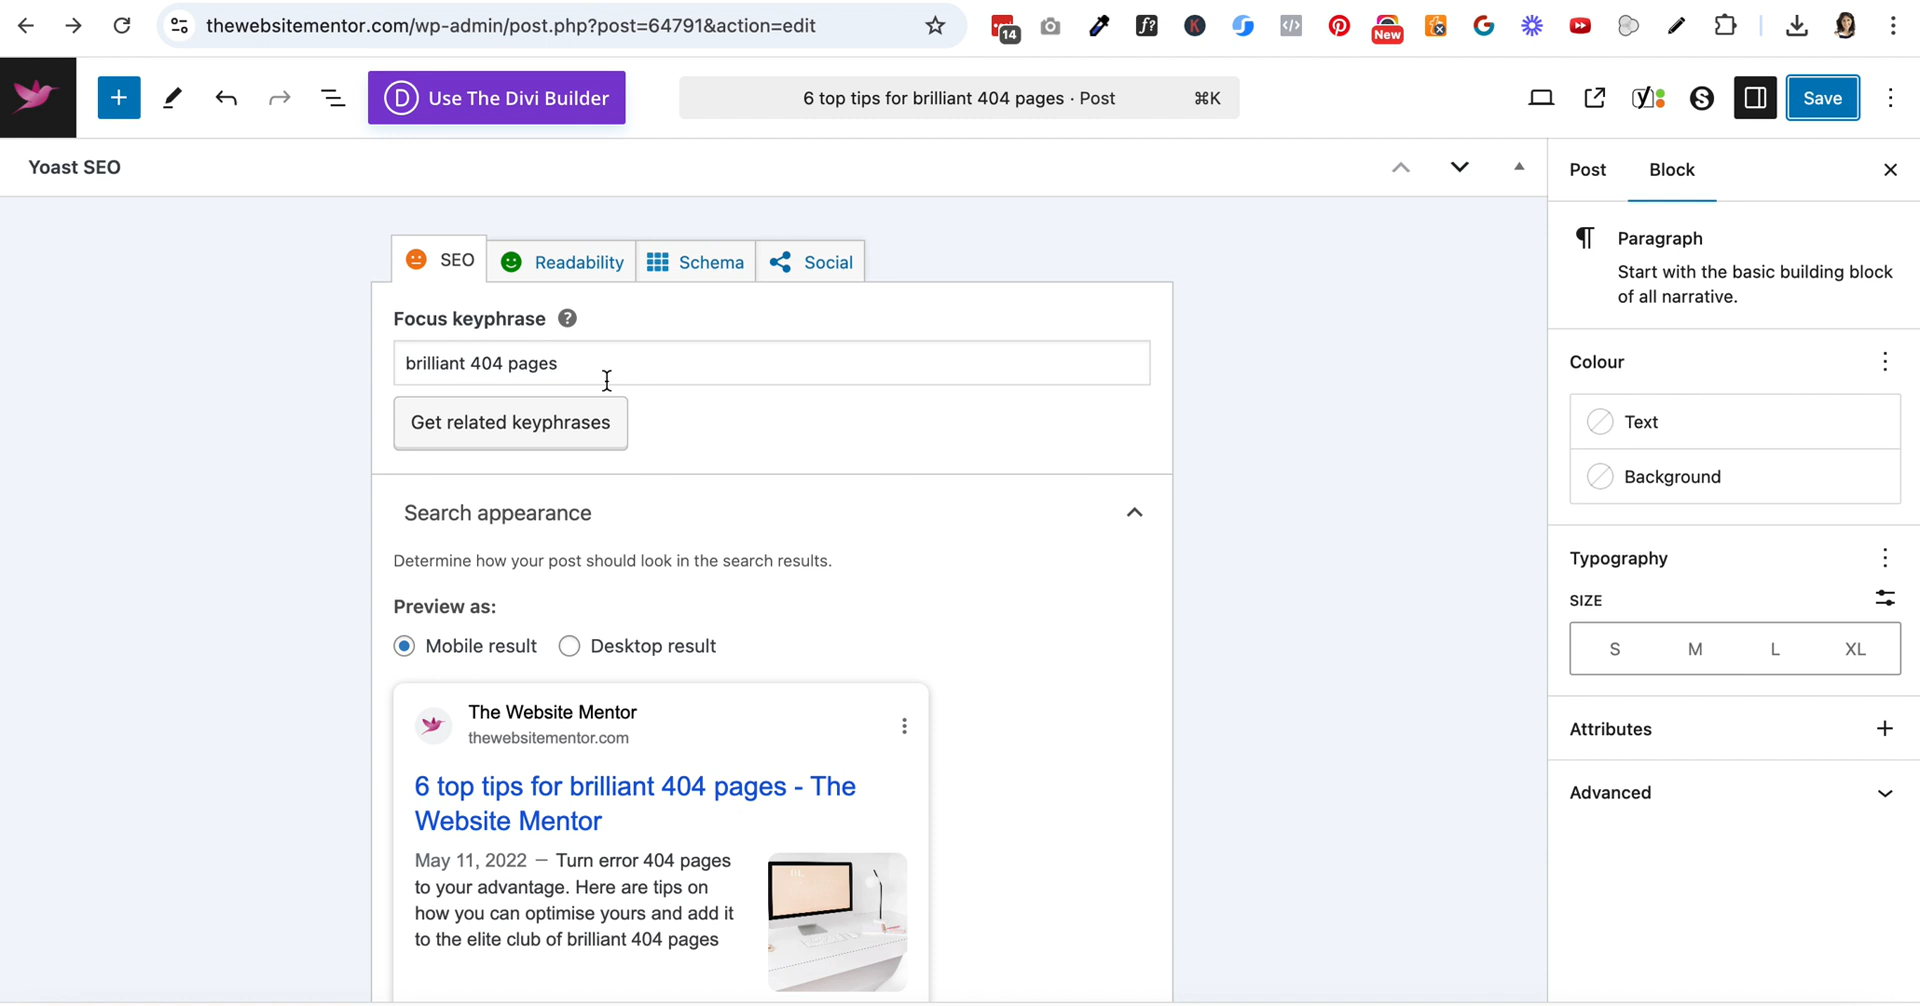 thewebsitementor.com/wp-admin/post.php?post=64791&action=edit
14
f?
K
New
D Use The Divi Builder
6 top tips for brilliant 404 pages · Post ⌘K
S
Save
Yoast SEO
Post
Block
SEO
Readability
Schema
Social
Focus keyphrase ?
brilliant 404 pages
Get related keyphrases
Search appearance
Determine how your post should look in the search results.
Preview as:
Mobile result
Desktop result
The Website Mentor
thewebsitementor.com
6 top tips for brilliant 404 pages - The
Website Mentor
May 11, 2022 – Turn error 404 pages
to your advantage. Here are tips on
how you can optimise yours and add it
to the elite club of brilliant 404 pages
Paragraph
Start with the basic building block
of all narrative.
Colour
Text
Background
Typography
SIZE
S M L XL
Attributes
Advanced